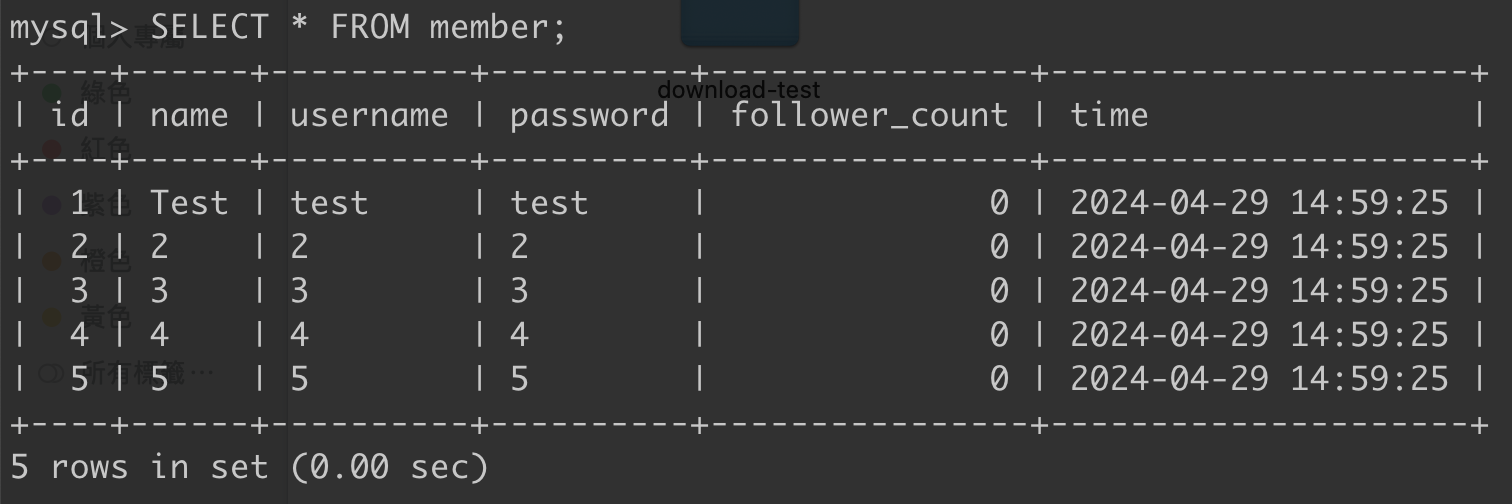 mysql> SELECT * FROM member;
個人專屬
+----+------+----------+----------+----------------+---------------------+
download-test
綠色
| id | name | username | password | follower_count | time                |
紅色
+----+------+----------+----------+----------------+---------------------+
|  1 | Test | test     | test     |              0 | 2024-04-29 14:59:25 |
紫色
|  2 | 2    | 2        | 2        |              0 | 2024-04-29 14:59:25 |
橙色
|  3 | 3    | 3        | 3        |              0 | 2024-04-29 14:59:25 |
黃色
|  4 | 4    | 4        | 4        |              0 | 2024-04-29 14:59:25 |
所有標籤⋯
|  5 | 5    | 5        | 5        |              0 | 2024-04-29 14:59:25 |
+----+------+----------+----------+----------------+---------------------+
5 rows in set (0.00 sec)